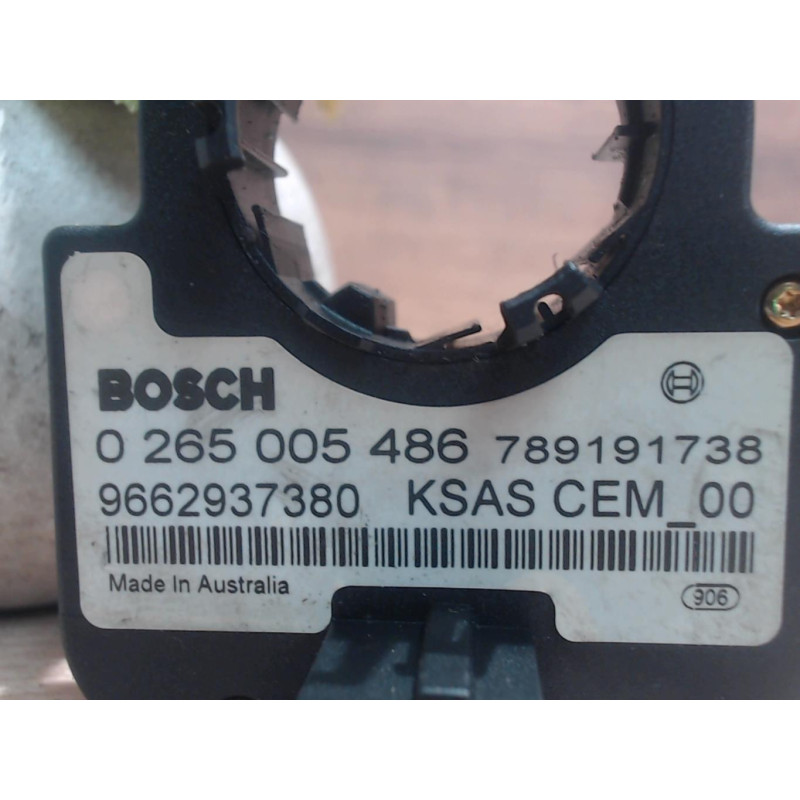 BOSCH
0 265 005 486 789191738
9662937380 KSAS CEM_00
Made In Australia
906